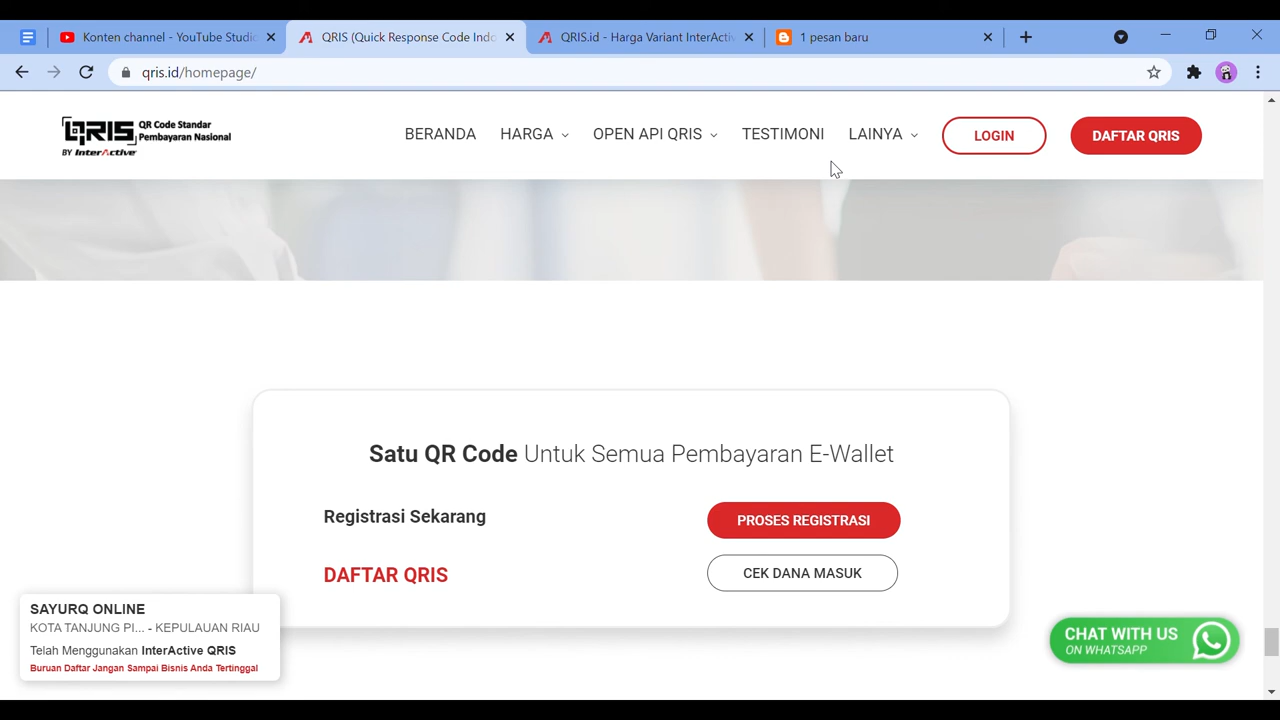 Konten channel - YouTube Studio
QRIS (Quick Response Code Indo
QRIS.id - Harga Variant InterActiv
1 pesan baru
qris.id/homepage/
QRIS QR Code Standar
Pembayaran Nasional
BY InterActive
BERANDA
HARGA
OPEN API QRIS
TESTIMONI
LAINYA
LOGIN
DAFTAR QRIS
Satu QR Code Untuk Semua Pembayaran E-Wallet
Registrasi Sekarang
PROSES REGISTRASI
DAFTAR QRIS
CEK DANA MASUK
SAYURQ ONLINE
KOTA TANJUNG PI... - KEPULAUAN RIAU
Telah Menggunakan InterActive QRIS
Buruan Daftar Jangan Sampai Bisnis Anda Tertinggal
CHAT WITH US
ON WHATSAPP